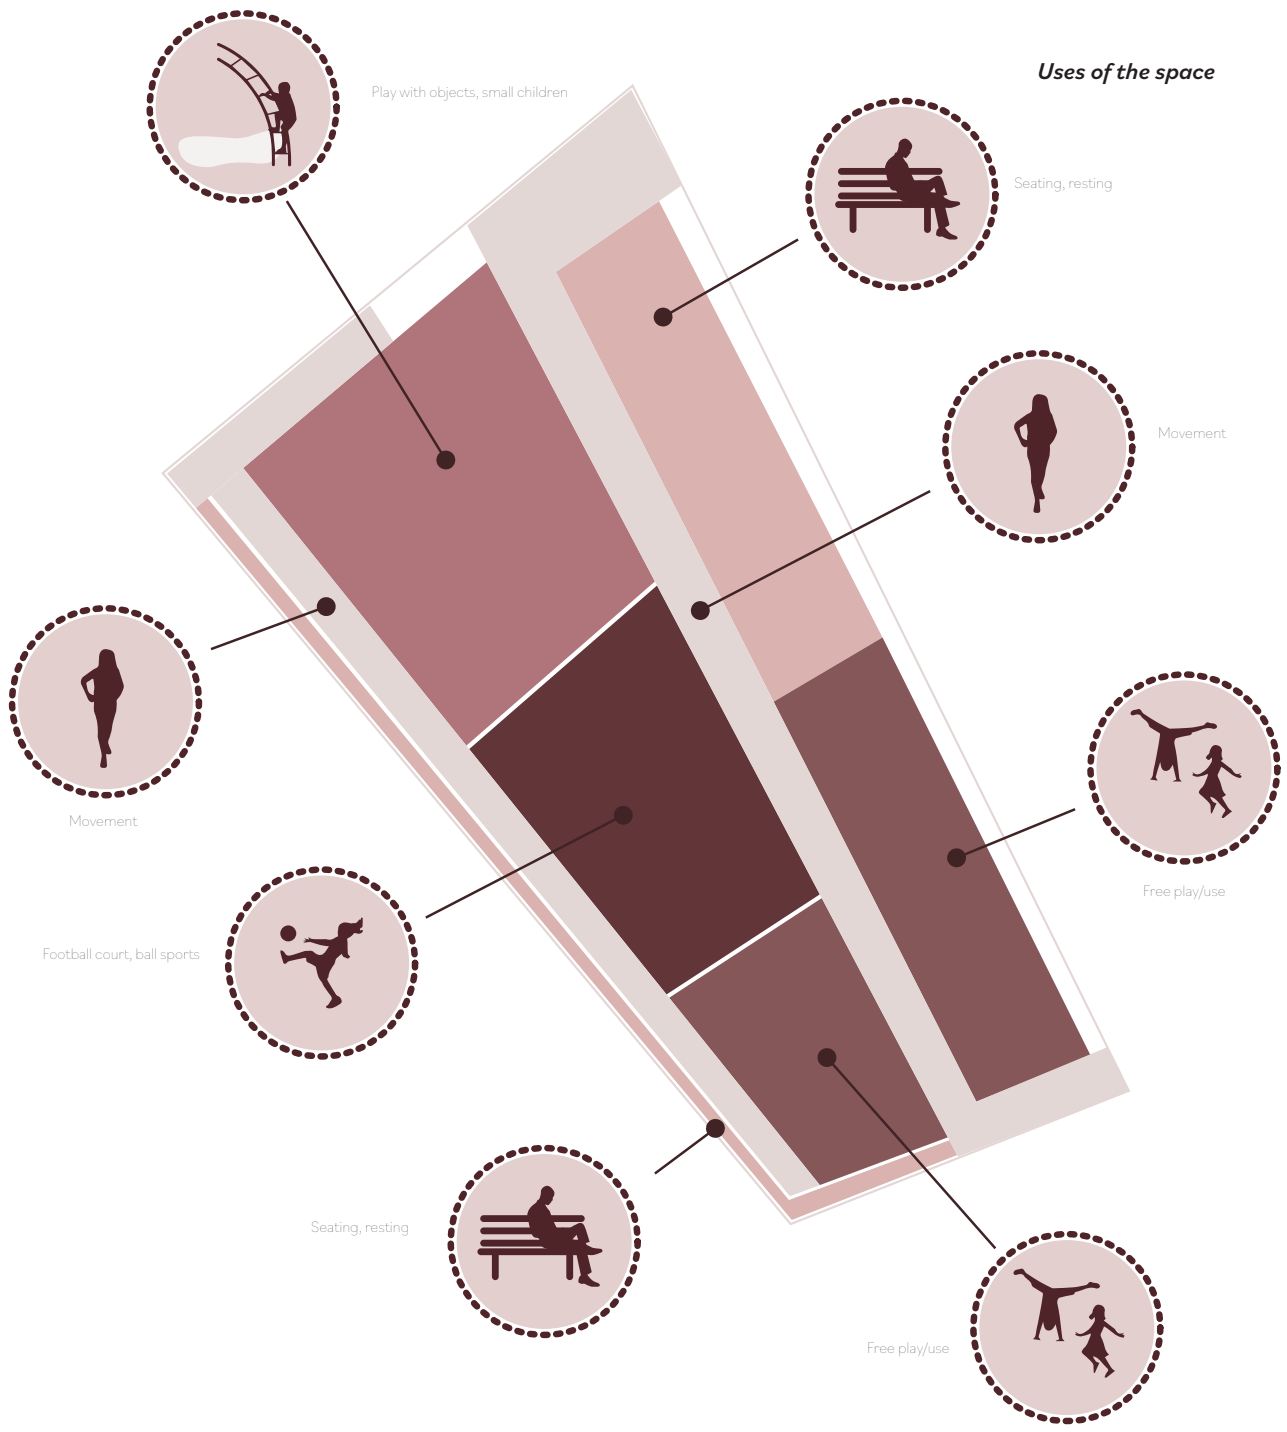 Uses of the space
Play with objects, small children
Seating, resting
Movement
Movement
Free play/use
Football court, ball sports
Seating, resting
Free play/use